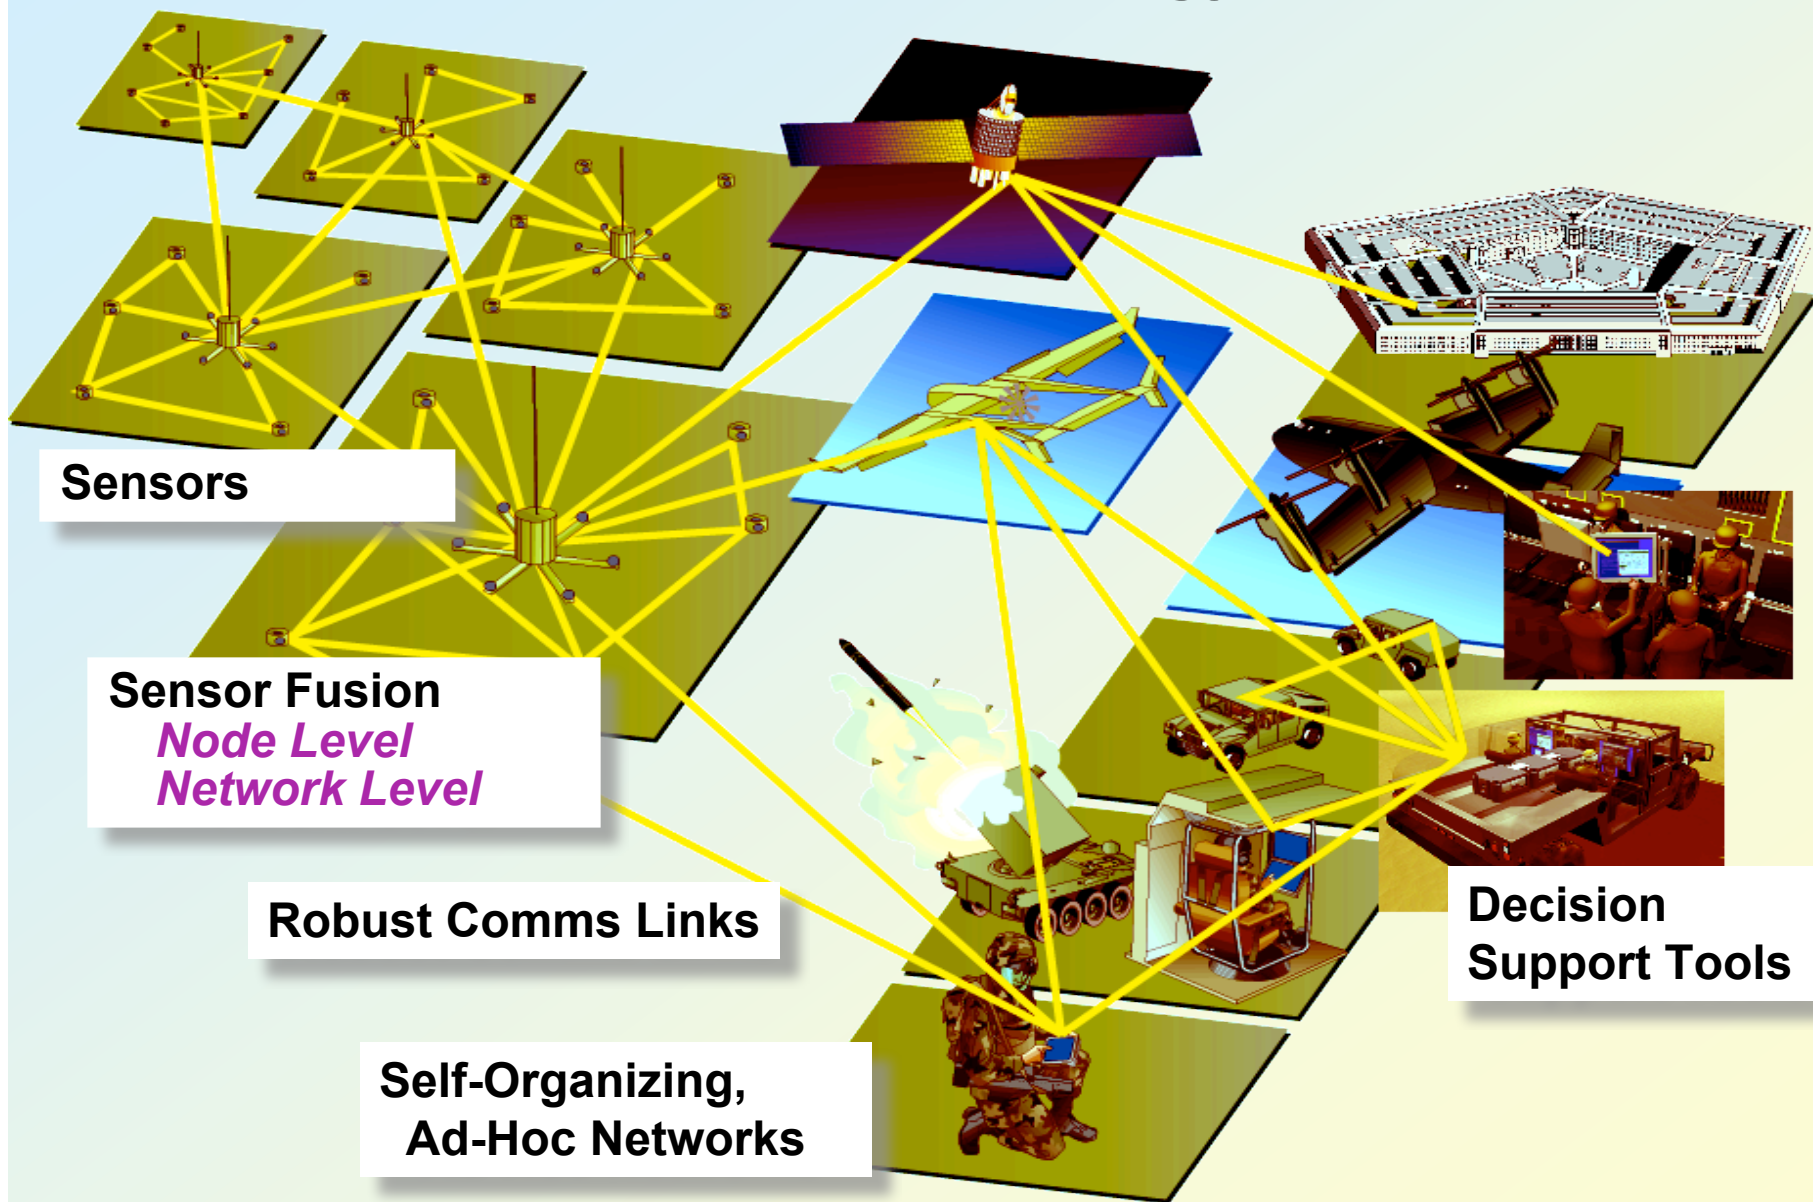 Sensors
Sensor Fusion
Node Level
Network Level
Robust Comms Links
Decision
Support Tools
Self-Organizing,
Ad-Hoc Networks